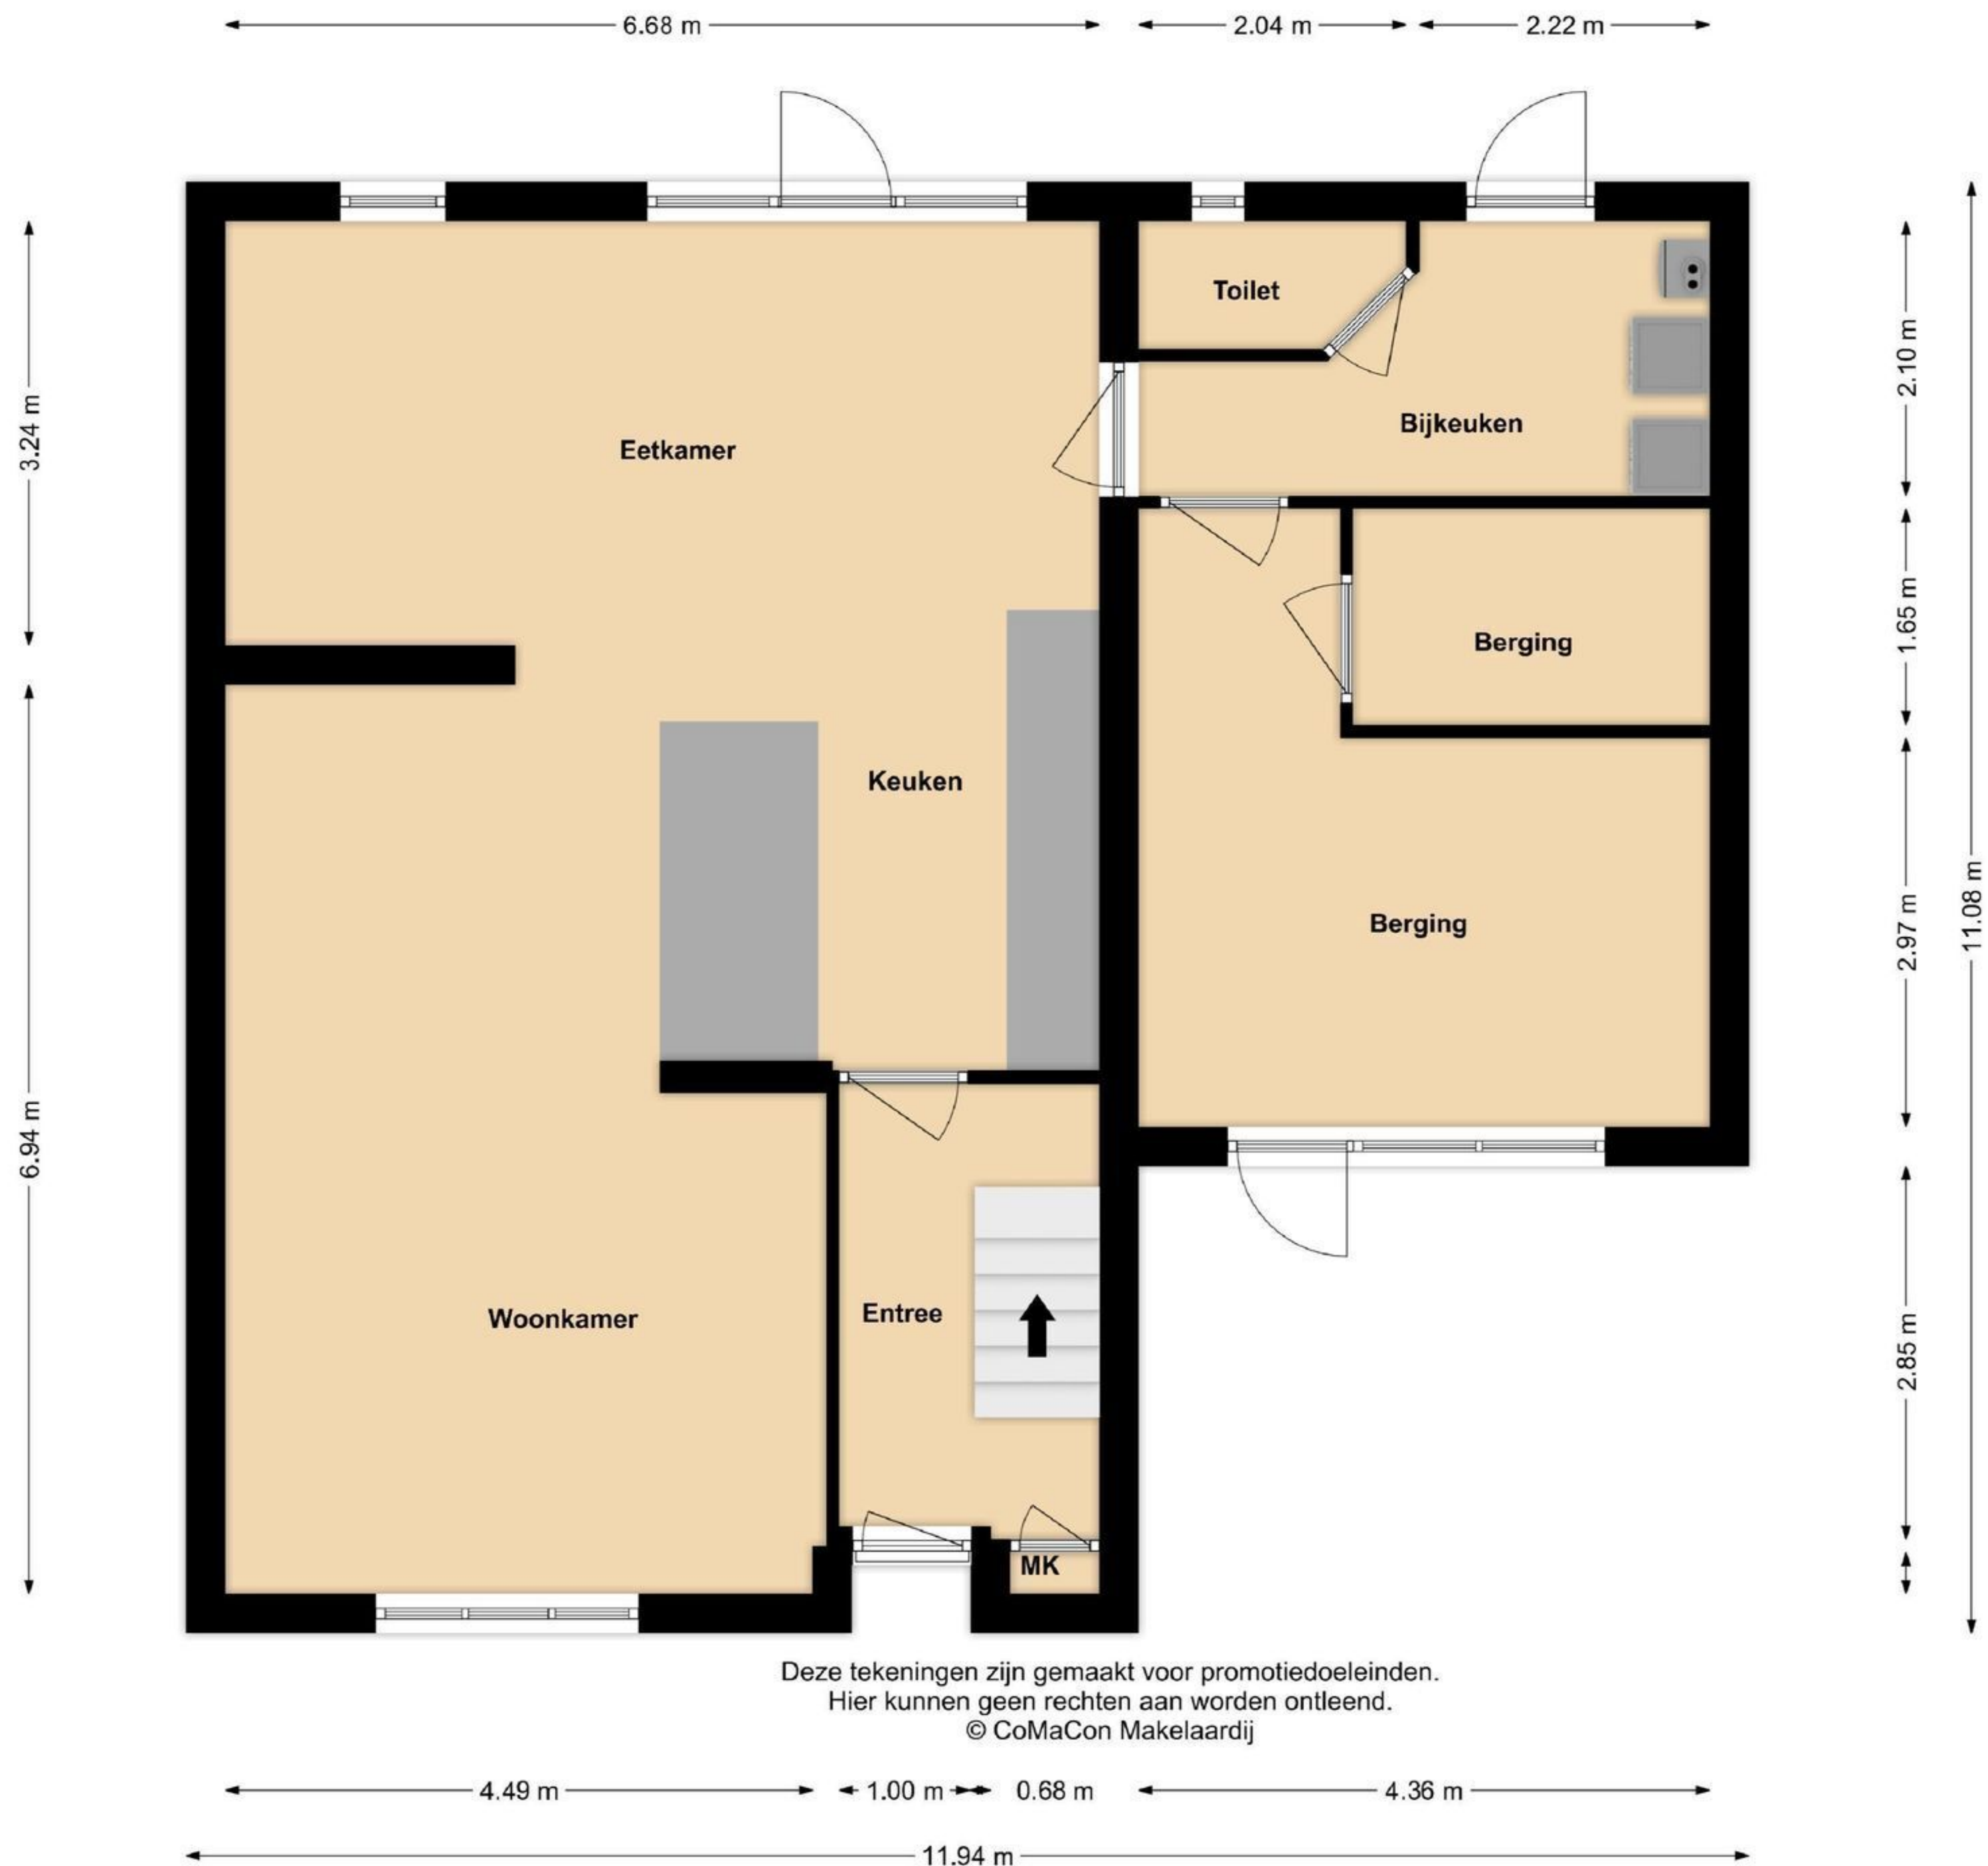 6.68 m
2.04 m
2.22 m
Toilet
Bijkeuken
Eetkamer
3.24 m
2.10 m
Berging
1.65 m
Keuken
Berging
2.97 m
11.08 m
6.94 m
Woonkamer
Entree
2.85 m
MK
Deze tekeningen zijn gemaakt voor promotiedoeleinden.
Hier kunnen geen rechten aan worden ontleend.
© CoMaCon Makelaardij
4.49 m
1.00 m
0.68 m
4.36 m
11.94 m